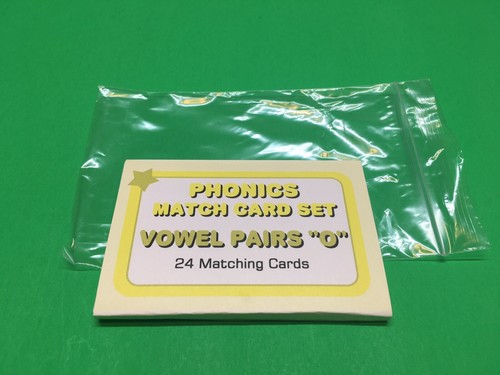 PHONICS
MATCH CARD SET
VOWEL PAIRS "O"
24 Matching Cards